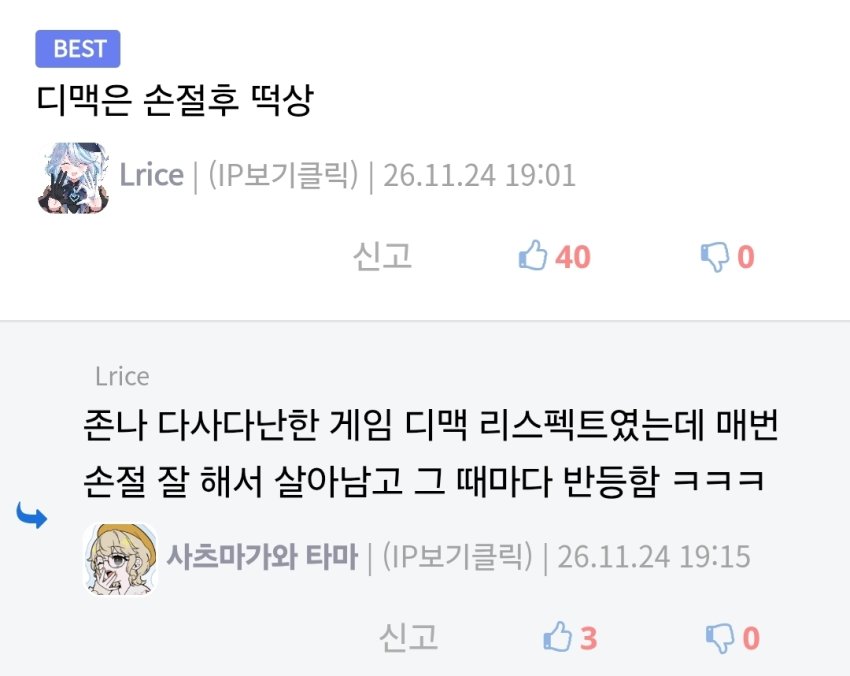 BEST
디맥은 손절후 떡상
Lrice | (IP보기클릭) | 26.11.24 19:01
신고 40 0
Lrice
존나 다사다난한 게임 디맥 리스펙트였는데 매번
손절 잘 해서 살아남고 그 때마다 반등함 ㅋㅋㅋ
사츠마가와 타마 | (IP보기클릭) | 26.11.24 19:15
신고 3 0